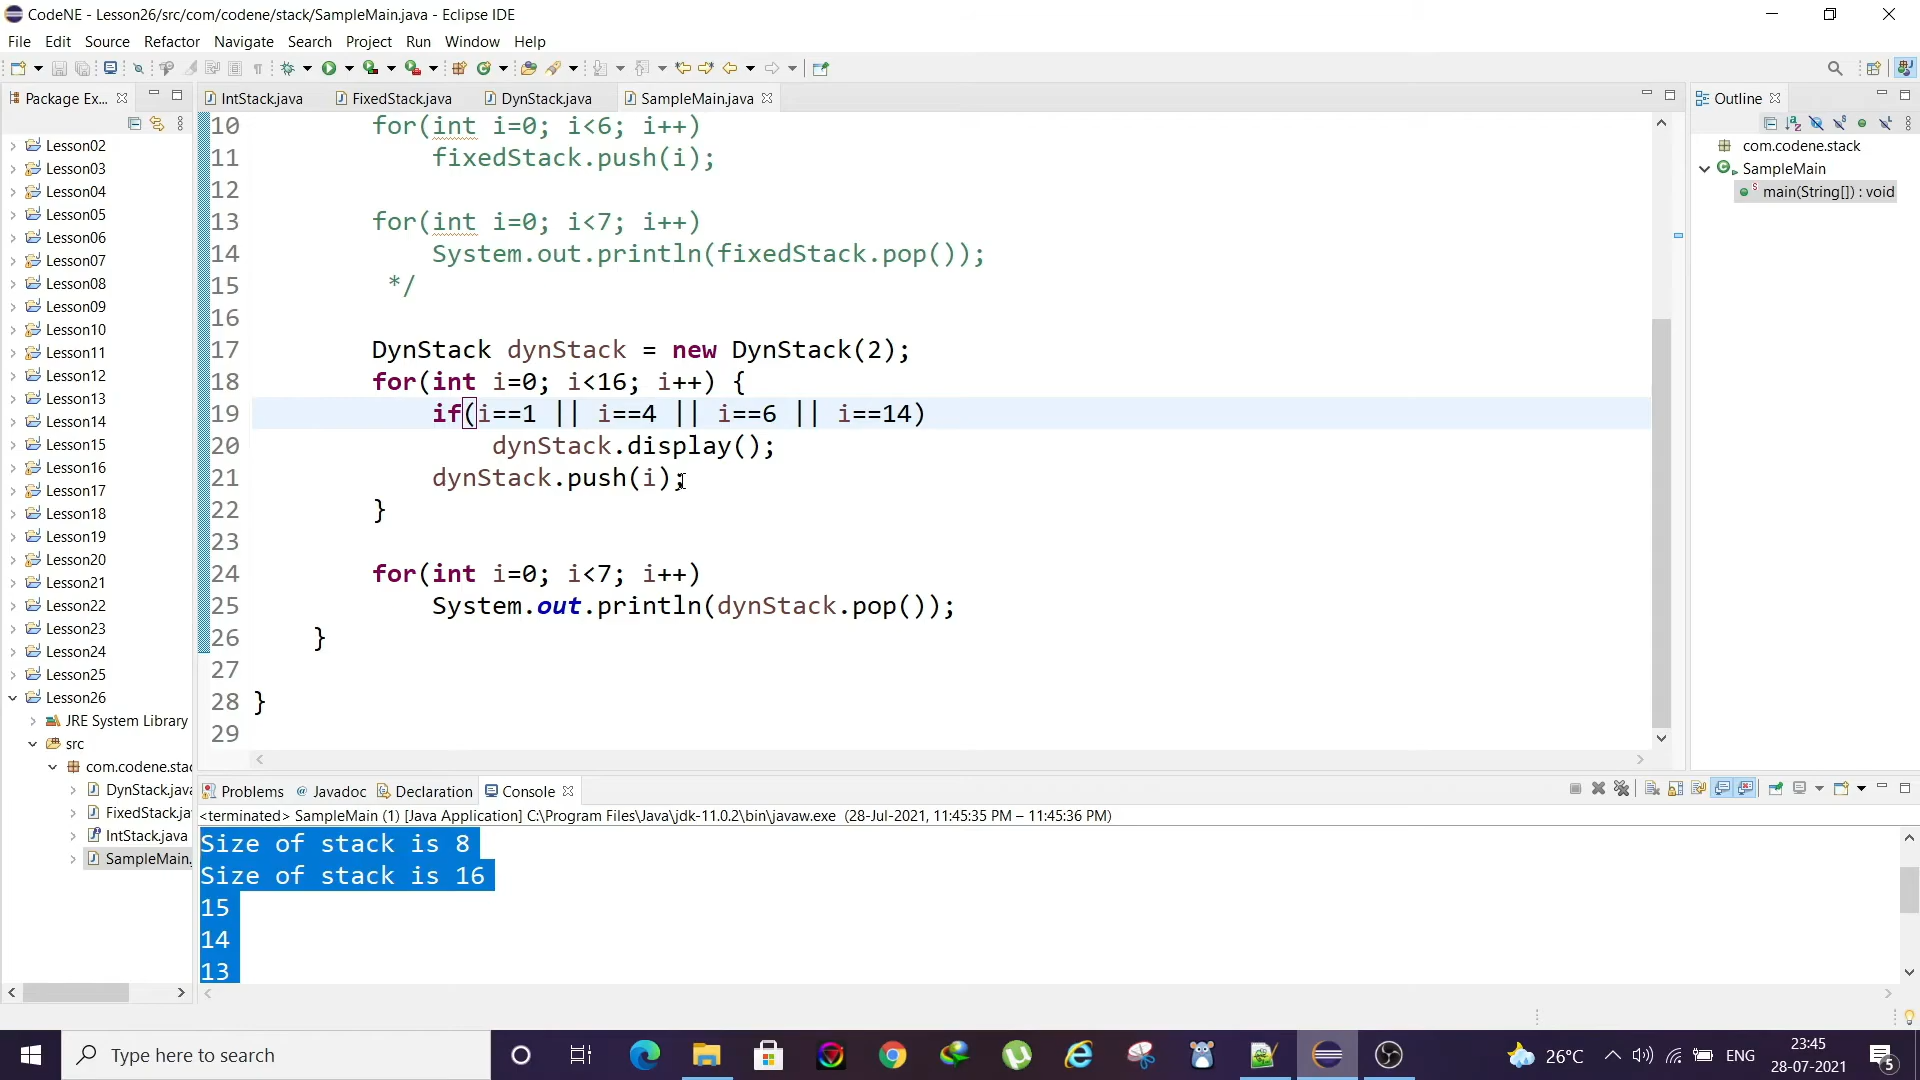 CodeNE - Lesson26/src/com/codene/stack/SampleMain.java - Eclipse IDE
File Edit Source Refactor Navigate Search Project Run Window Help
Package Ex...
IntStack.java FixedStack.java DynStack.java SampleMain.java
Outline
Lesson02
Lesson03
Lesson04
Lesson05
Lesson06
Lesson07
Lesson08
Lesson09
Lesson10
Lesson11
Lesson12
Lesson13
Lesson14
Lesson15
Lesson16
Lesson17
Lesson18
Lesson19
Lesson20
Lesson21
Lesson22
Lesson23
Lesson24
Lesson25
Lesson26
JRE System Library
src
com.codene.stac
DynStack.java
FixedStack.ja
IntStack.java
SampleMain.
10 for(int i=0; i<6; i++)
11 fixedStack.push(i);
12
13 for(int i=0; i<7; i++)
14 System.out.println(fixedStack.pop());
15 */
16
17 DynStack dynStack = new DynStack(2);
18 for(int i=0; i<16; i++) {
19 if(i==1 || i==4 || i==6 || i==14)
20 dynStack.display();
21 dynStack.push(i);
22 }
23
24 for(int i=0; i<7; i++)
25 System.out.println(dynStack.pop());
26 }
27
28 }
29
com.codene.stack
SampleMain
main(String[]) : void
Problems @ Javadoc Declaration Console
<terminated> SampleMain (1) [Java Application] C:\Program Files\Java\jdk-11.0.2\bin\javaw.exe (28-Jul-2021, 11:45:35 PM – 11:45:36 PM)
Size of stack is 8
Size of stack is 16
15
14
13
Type here to search
26°C
ENG
23:45
28-07-2021
5